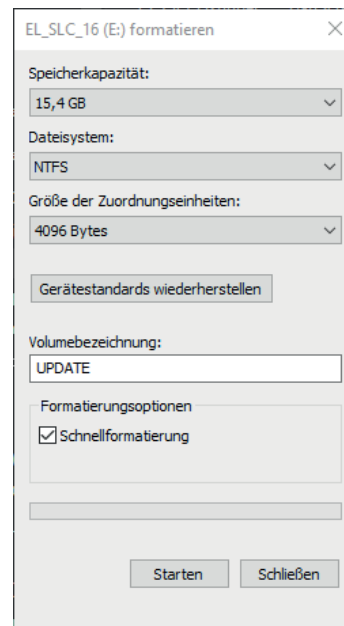 EL_SLC_16 (E:) formatieren
Speicherkapazität:
15,4 GB
Dateisystem:
NTFS
Größe der Zuordnungseinheiten:
4096 Bytes
Gerätestandards wiederherstellen
Volumebezeichnung:
UPDATE
Formatierungsoptionen
Schnellformatierung
Starten Schließen